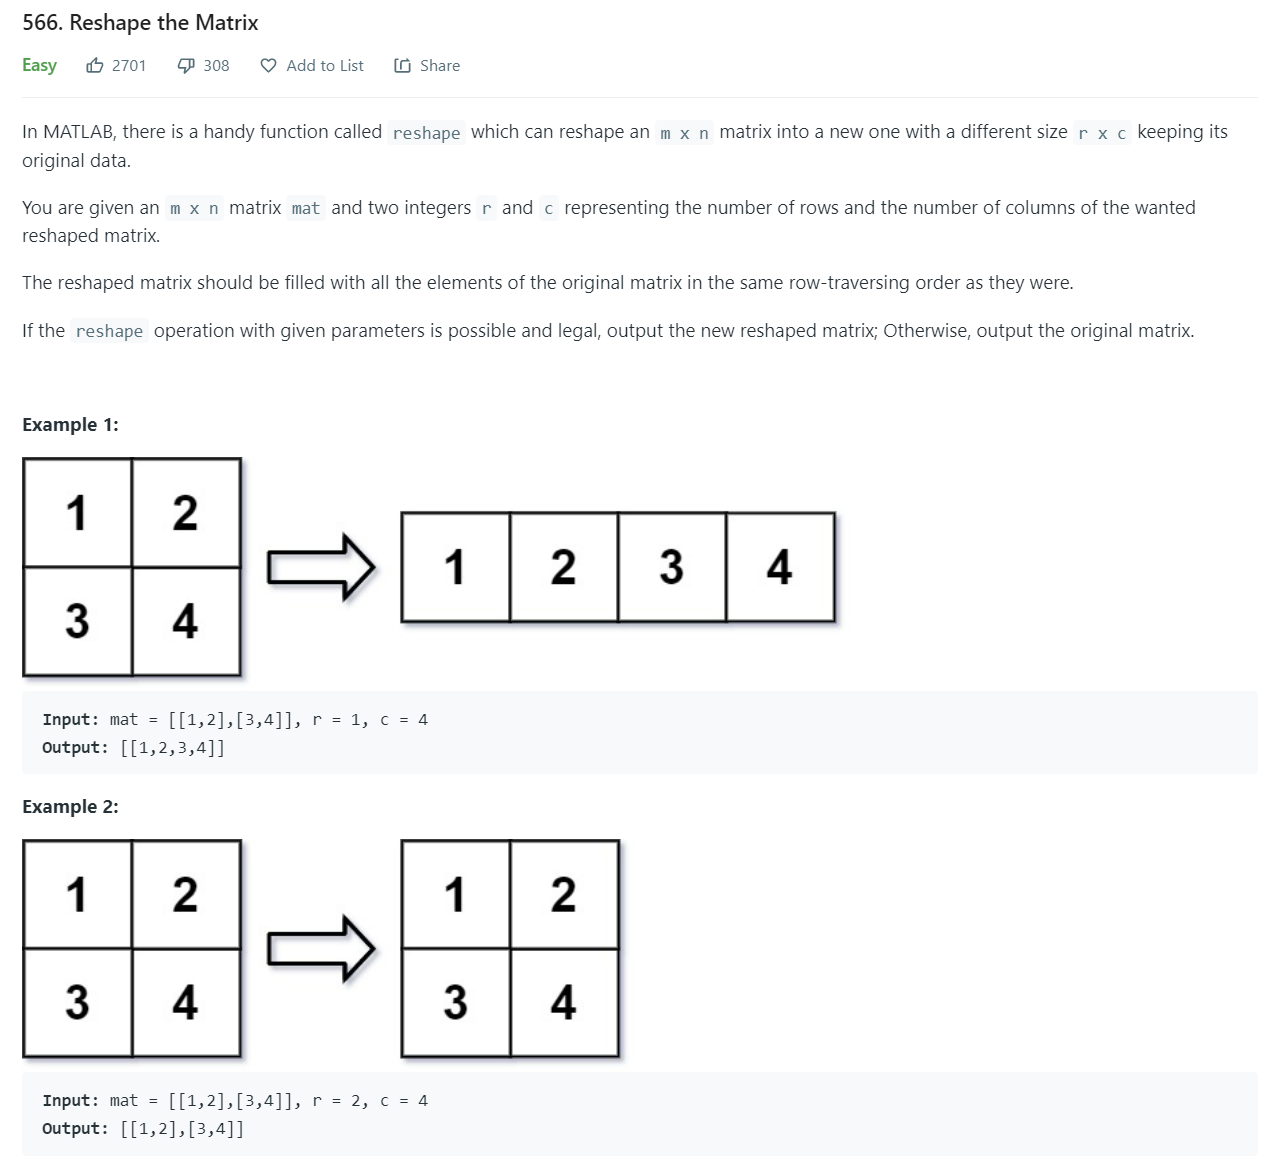 566. Reshape the Matrix
Easy 2701 308 Add to List Share
In MATLAB, there is a handy function called reshape which can reshape an m x n matrix into a new one with a different size r x c keeping its
original data.
You are given an m x n matrix mat and two integers r and c representing the number of rows and the number of columns of the wanted
reshaped matrix.
The reshaped matrix should be filled with all the elements of the original matrix in the same row-traversing order as they were.
If the reshape operation with given parameters is possible and legal, output the new reshaped matrix; Otherwise, output the original matrix.
Example 1:
1 2
3 4
1 2 3 4
Input: mat = [[1,2],[3,4]], r = 1, c = 4
Output: [[1,2,3,4]]
Example 2:
1 2
3 4
1 2
3 4
Input: mat = [[1,2],[3,4]], r = 2, c = 4
Output: [[1,2],[3,4]]